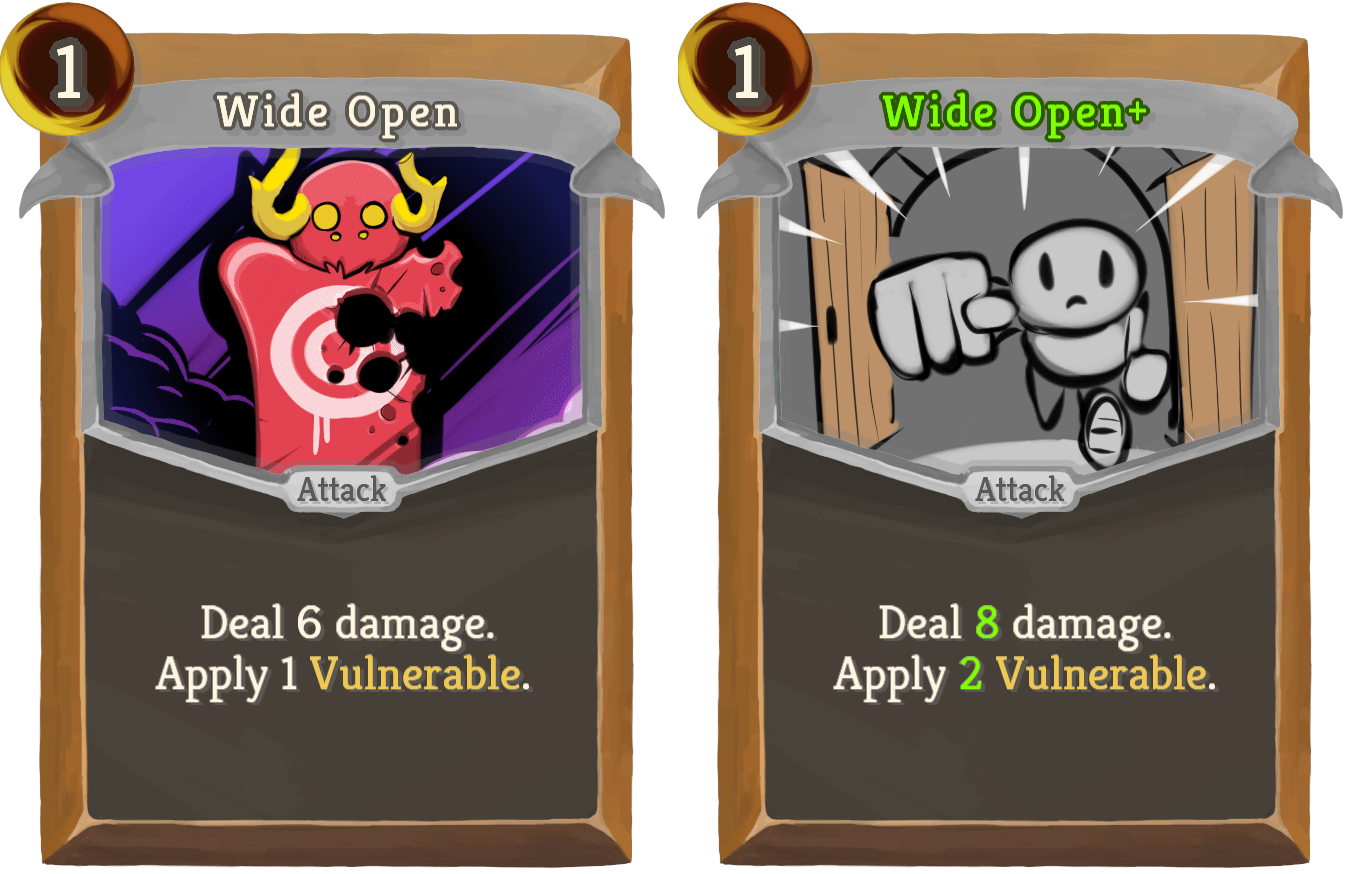 1
Wide Open
Attack
Deal 6 damage.
Apply 1 Vulnerable.
1
Wide Open+
Attack
Deal 8 damage.
Apply 2 Vulnerable.